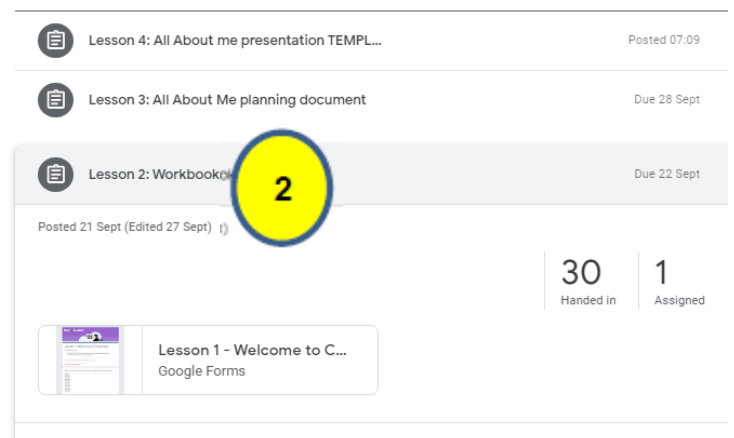 Lesson 4: All About me presentation TEMPL...
Posted 07:09
Lesson 3: All About Me planning document
Due 28 Sept
Lesson 2: Workbook
2
Due 22 Sept
Posted 21 Sept (Edited 27 Sept)
30
1
Handed in
Assigned
Lesson 1 - Welcome to C...
Google Forms